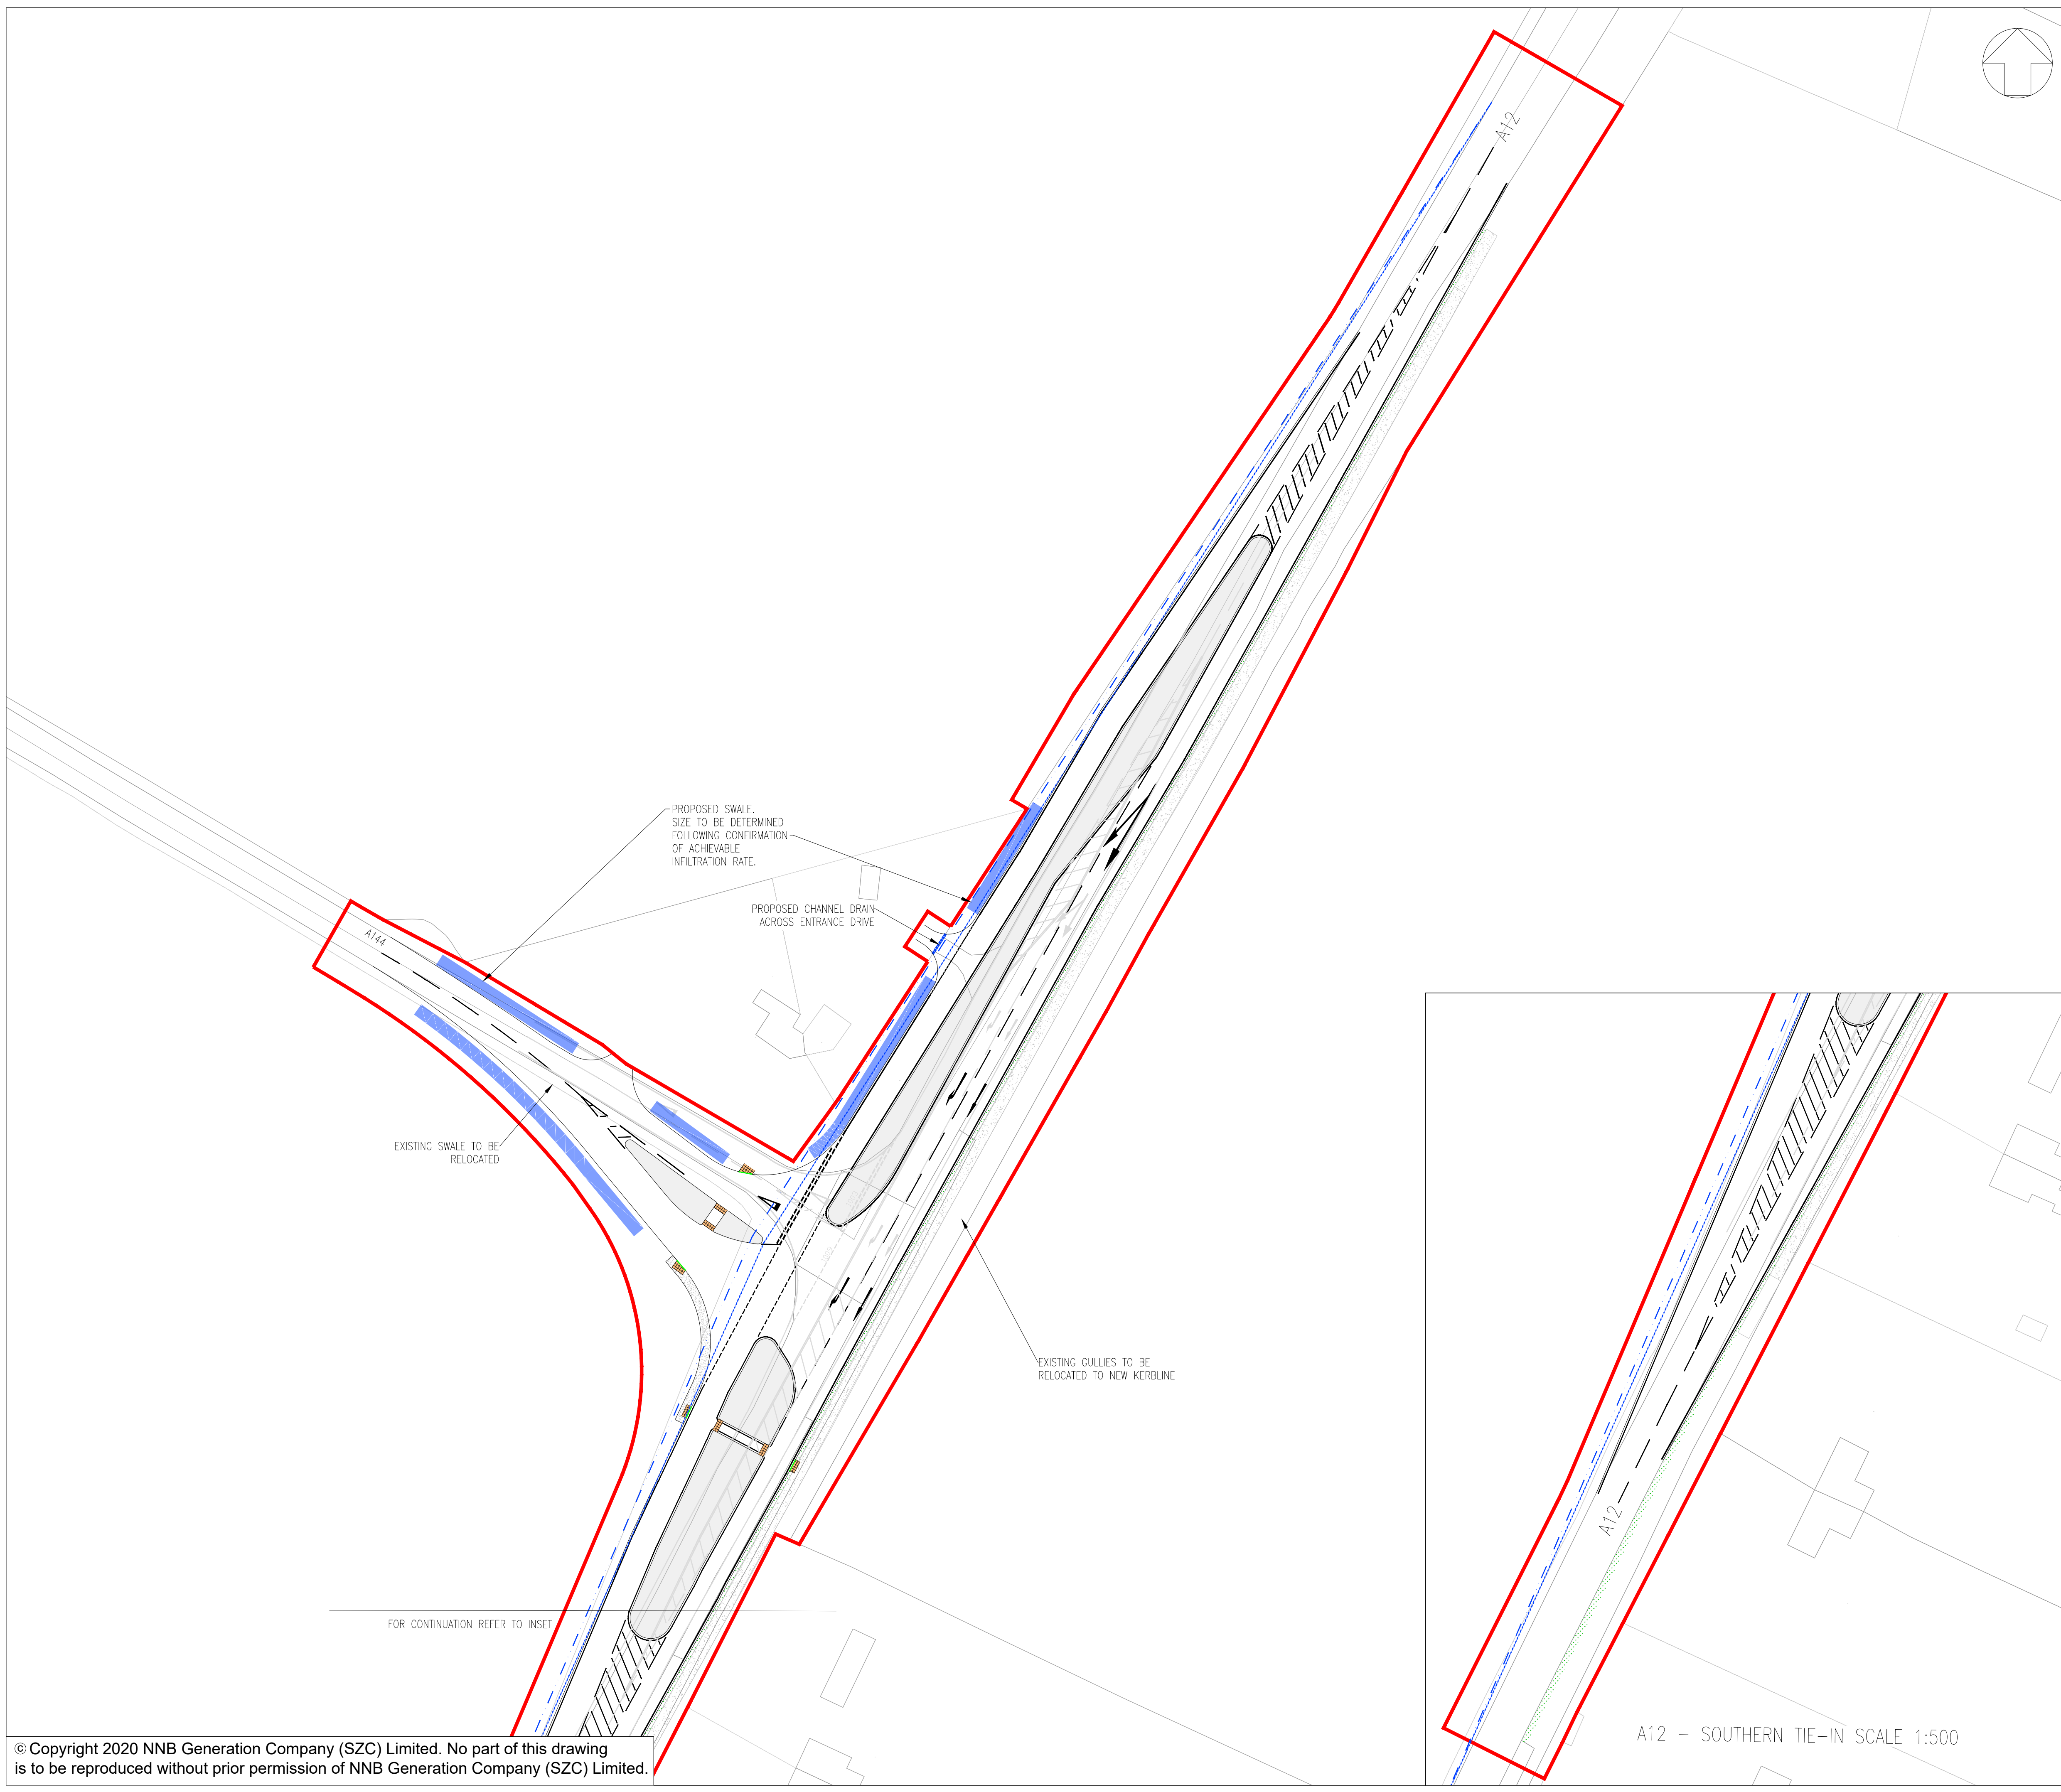 A12
PROPOSED SWALE.
SIZE TO BE DETERMINED
FOLLOWING CONFIRMATION
OF ACHIEVABLE
INFILTRATION RATE.
PROPOSED CHANNEL DRAIN
ACROSS ENTRANCE DRIVE
A144
EXISTING SWALE TO BE
RELOCATED
EXISTING GULLIES TO BE
RELOCATED TO NEW KERBLINE
FOR CONTINUATION REFER TO INSET
A12
A12 - SOUTHERN TIE-IN SCALE 1:500
© Copyright 2020 NNB Generation Company (SZC) Limited. No part of this drawing
is to be reproduced without prior permission of NNB Generation Company (SZC) Limited.